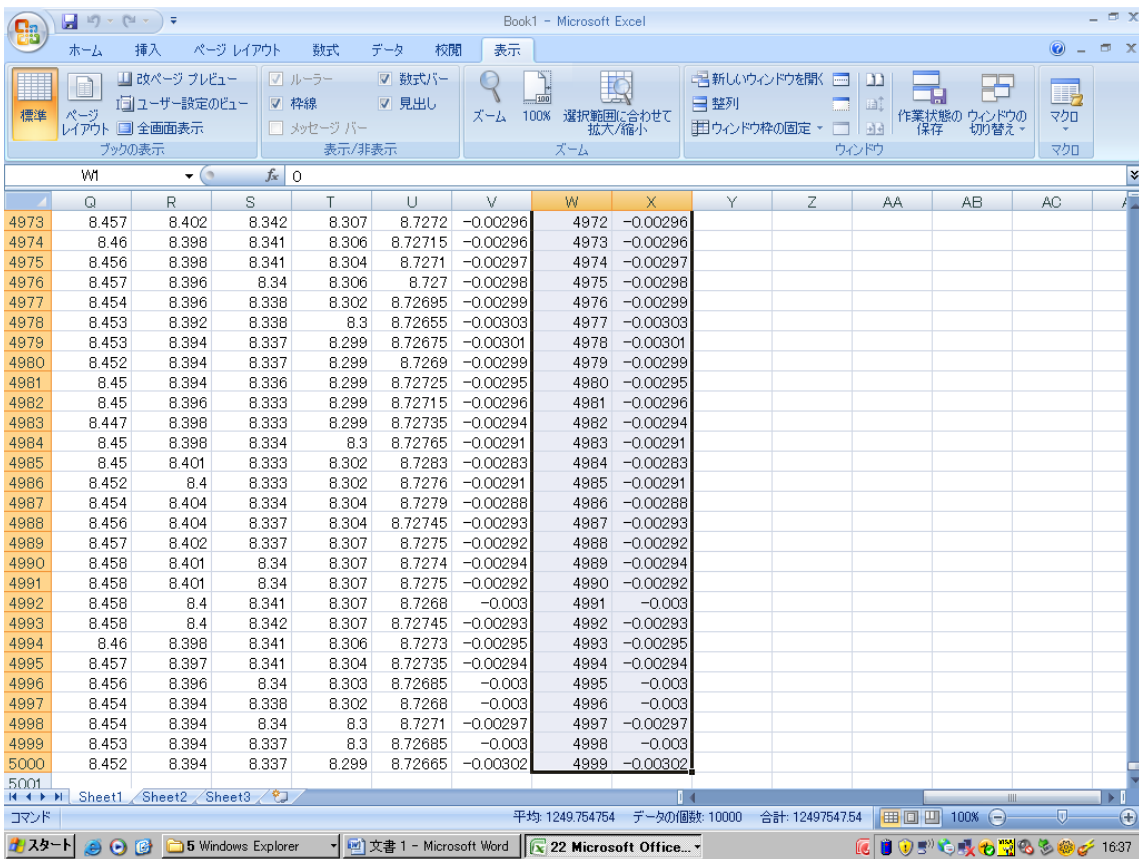 Book1 - Microsoft Excel
ホーム 挿入 ページ レイアウト 数式 データ 校閲 表示
標準 ページ レイアウト 改ページ プレビュー ユーザー設定のビュー 全画面表示
ルーラー 数式バー
枠線 見出し
メッセージ バー
ズーム 100% 選択範囲に合わせて 拡大/縮小
新しいウィンドウを開く
整列
ウィンドウ枠の固定
作業状態の 保存 ウィンドウの 切り替え マクロ
ブックの表示 表示/非表示 ズーム ウィンドウ マクロ
W1 fx 0
Q R S T U V W X Y Z AA AB AC
4973 8.457 8.402 8.342 8.307 8.7272 -0.00296 4972 -0.00296
4974 8.46 8.398 8.341 8.306 8.72715 -0.00296 4973 -0.00296
4975 8.456 8.398 8.341 8.304 8.7271 -0.00297 4974 -0.00297
4976 8.457 8.396 8.34 8.306 8.727 -0.00298 4975 -0.00298
4977 8.454 8.396 8.338 8.302 8.72695 -0.00299 4976 -0.00299
4978 8.453 8.392 8.338 8.3 8.72655 -0.00303 4977 -0.00303
4979 8.453 8.394 8.337 8.299 8.72675 -0.00301 4978 -0.00301
4980 8.452 8.394 8.337 8.299 8.7269 -0.00299 4979 -0.00299
4981 8.45 8.394 8.336 8.299 8.72725 -0.00295 4980 -0.00295
4982 8.45 8.396 8.333 8.299 8.72715 -0.00296 4981 -0.00296
4983 8.447 8.398 8.333 8.299 8.72735 -0.00294 4982 -0.00294
4984 8.45 8.398 8.334 8.3 8.72765 -0.00291 4983 -0.00291
4985 8.45 8.401 8.333 8.302 8.7283 -0.00283 4984 -0.00283
4986 8.452 8.4 8.333 8.302 8.7276 -0.00291 4985 -0.00291
4987 8.454 8.404 8.334 8.304 8.7279 -0.00288 4986 -0.00288
4988 8.456 8.404 8.337 8.304 8.72745 -0.00293 4987 -0.00293
4989 8.457 8.402 8.337 8.307 8.7275 -0.00292 4988 -0.00292
4990 8.458 8.401 8.34 8.307 8.7274 -0.00294 4989 -0.00294
4991 8.458 8.401 8.34 8.307 8.7275 -0.00292 4990 -0.00292
4992 8.458 8.4 8.341 8.307 8.7268 -0.003 4991 -0.003
4993 8.458 8.4 8.342 8.307 8.72745 -0.00293 4992 -0.00293
4994 8.46 8.398 8.341 8.306 8.7273 -0.00295 4993 -0.00295
4995 8.457 8.397 8.341 8.304 8.72735 -0.00294 4994 -0.00294
4996 8.456 8.396 8.34 8.303 8.72685 -0.003 4995 -0.003
4997 8.454 8.394 8.338 8.302 8.7268 -0.003 4996 -0.003
4998 8.454 8.394 8.34 8.3 8.7271 -0.00297 4997 -0.00297
4999 8.453 8.394 8.337 8.3 8.72685 -0.003 4998 -0.003
5000 8.452 8.394 8.337 8.299 8.72665 -0.00302 4999 -0.00302
5001
Sheet1 Sheet2 Sheet3
コマンド 平均: 1249.754754 データの個数: 10000 合計: 12497547.54 100%
スタート 5 Windows Explorer 文書 1 - Microsoft Word 22 Microsoft Office... 16:37